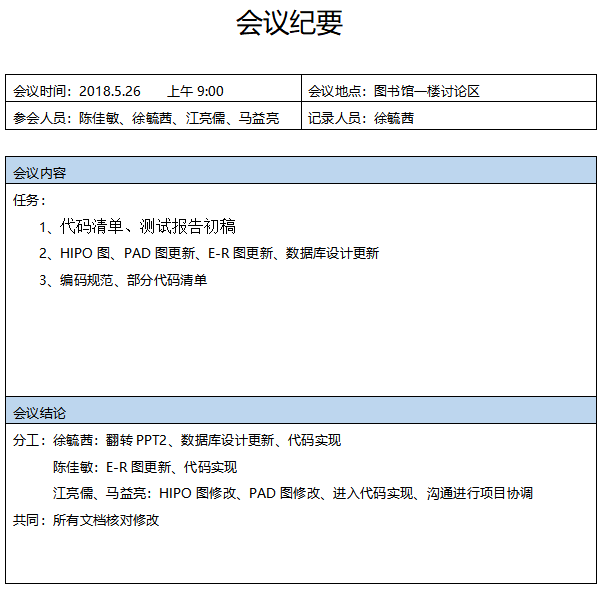 会议纪要
会议时间：2018.5.26 上午 9:00 会议地点：图书馆一楼讨论区
参会人员：陈佳敏、徐毓茜、江亮儒、马益亮 记录人员：徐毓茜
会议内容
任务：
1、代码清单、测试报告初稿
2、HIPO 图、PAD 图更新、E-R 图更新、数据库设计更新
3、编码规范、部分代码清单
会议结论
分工：徐毓茜：翻转 PPT2、数据库设计更新、代码实现
陈佳敏：E-R 图更新、代码实现
江亮儒、马益亮：HIPO 图修改、PAD 图修改、进入代码实现、沟通进行项目协调
共同：所有文档核对修改